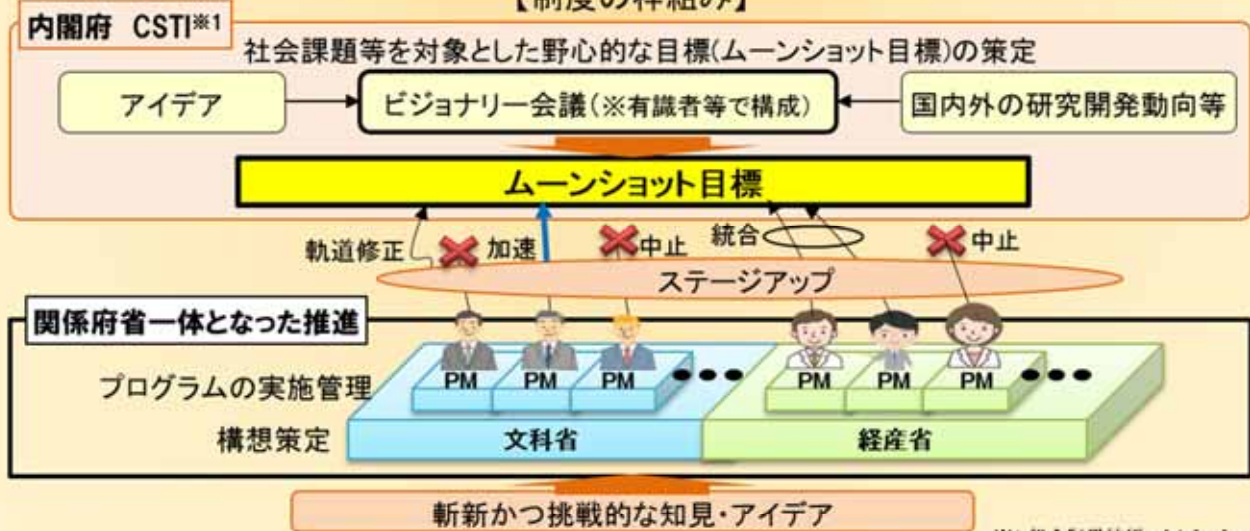 【制度の枠組み】
内閣府 CSTI※1
社会課題等を対象とした野心的な目標(ムーンショット目標)の策定
アイデア
ビジョナリー会議(※有識者等で構成)
国内外の研究開発動向等
ムーンショット目標
軌道修正
加速
中止
統合
中止
ステージアップ
関係府省一体となった推進
プログラムの実施管理
PM
PM
PM
●●●
PM
PM
PM
●●●
構想策定
文科省
経産省
斬新かつ挑戦的な知見・アイデア